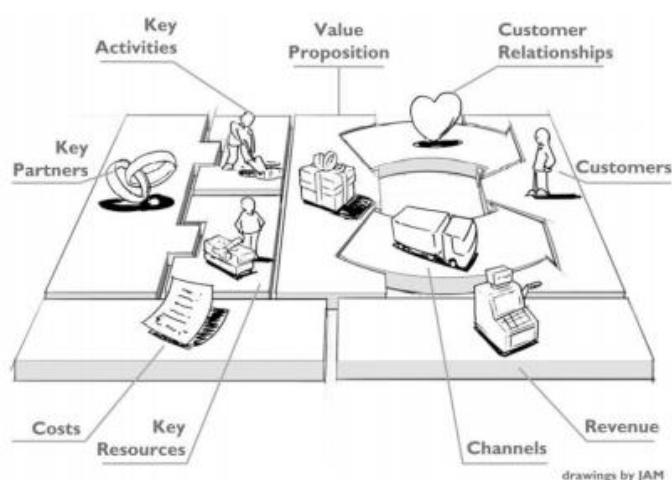 Key
Activities
Value
Proposition
Customer
Relationships
Key
Partners
Customers
Costs
Key
Resources
Channels
Revenue
drawings by JAM